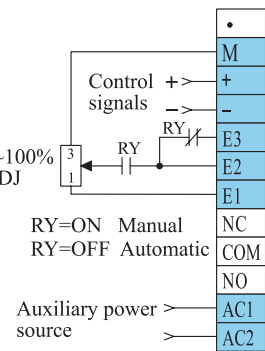 •
M
Control + +
signals
– –
RY E3
~100% 3 RY E2
DJ 1
E1
RY=ON Manual NC
RY=OFF Automatic COM
NO
Auxiliary power AC1
source AC2